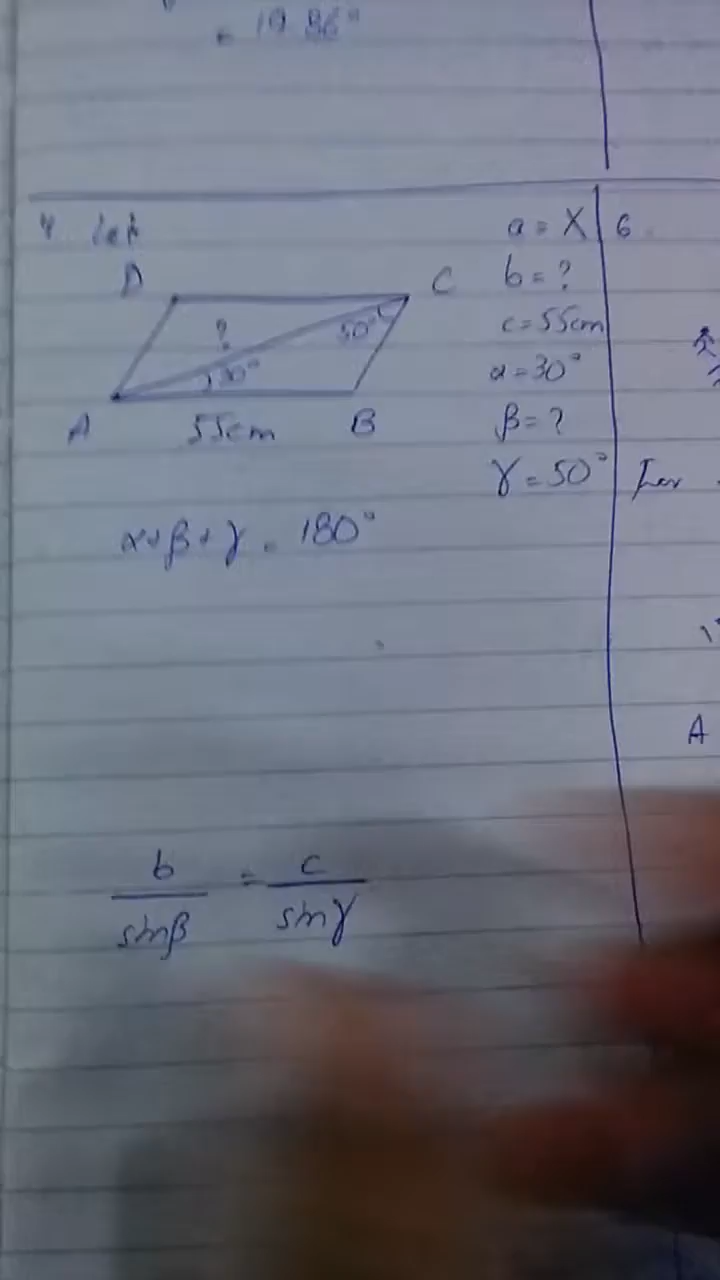 19.86°
4 let
a = X
6.
D
C
b = ?
?
50°
c = 55cm
30°
α = 30°
A
55cm
B
β = ?
γ = 50°
α + β + γ = 180°
A
b = c
sinβ sinγ